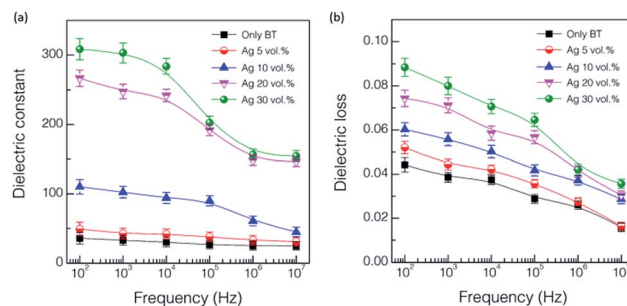 (a)
Dielectric constant
300
200
100
0
Only BT
Ag 5 vol.%
Ag 10 vol.%
Ag 20 vol.%
Ag 30 vol.%
10² 10³ 10⁴ 10⁵ 10⁶ 10⁷
Frequency (Hz)
(b)
Dielectric loss
0.10
0.08
0.06
0.04
0.02
0.00
Only BT
Ag 5 vol.%
Ag 10 vol.%
Ag 20 vol.%
Ag 30 vol.%
10² 10³ 10⁴ 10⁵ 10⁶
Frequency (Hz)